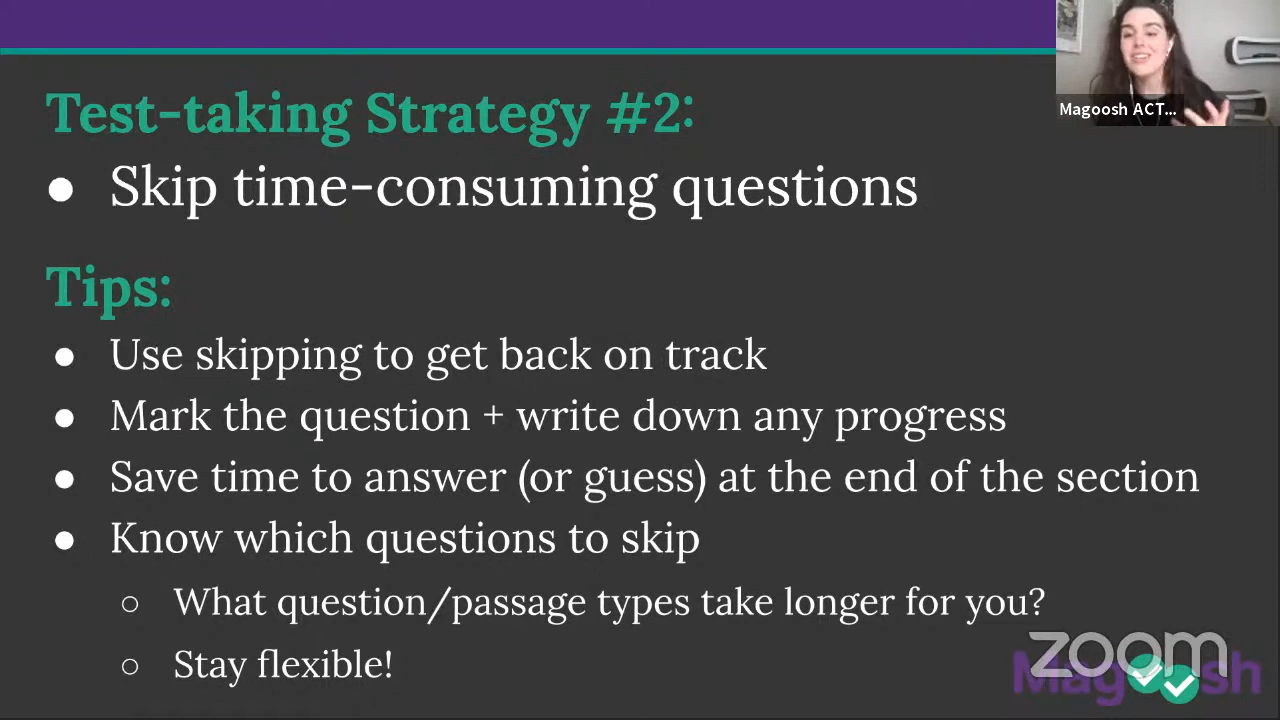 Magoosh ACT...
Test-taking Strategy #2:
● Skip time-consuming questions
Tips:
● Use skipping to get back on track
● Mark the question + write down any progress
● Save time to answer (or guess) at the end of the section
● Know which questions to skip
○ What question/passage types take longer for you?
○ Stay flexible!
zoom
Magoosh